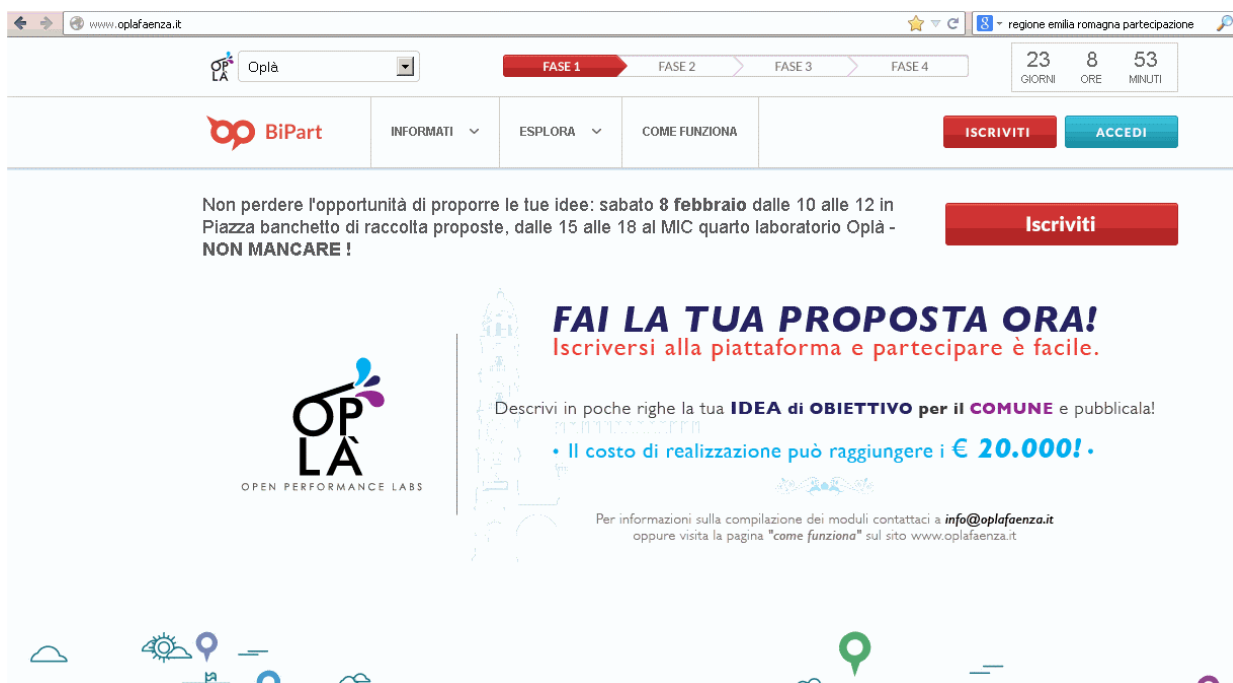 www.oplafaenza.it
regione emilia romagna partecipazione
OPLÀ
Oplà
FASE 1
FASE 2
FASE 3
FASE 4
23 GIORNI
8 ORE
53 MINUTI
BiPart
INFORMATI
ESPLORA
COME FUNZIONA
ISCRIVITI
ACCEDI
Non perdere l'opportunità di proporre le tue idee: sabato 8 febbraio dalle 10 alle 12 in
Piazza banchetto di raccolta proposte, dalle 15 alle 18 al MIC quarto laboratorio Oplà -
NON MANCARE !
Iscriviti
FAI LA TUA PROPOSTA ORA!
Iscriversi alla piattaforma e partecipare è facile.
OP
LÀ
OPEN PERFORMANCE LABS
Descrivi in poche righe la tua IDEA di OBIETTIVO per il COMUNE e pubblicala!
• Il costo di realizzazione può raggiungere i € 20.000! •
Per informazioni sulla compilazione dei moduli contattaci a info@oplafaenza.it
oppure visita la pagina "come funziona" sul sito www.oplafaenza.it